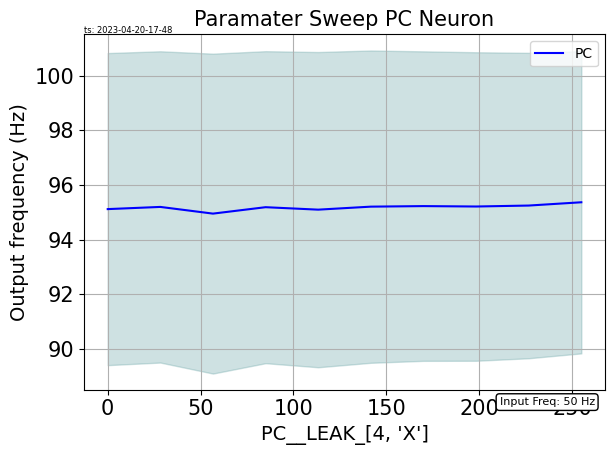 Paramater Sweep PC Neuron
ts: 2023-04-20-17-48
PC
100
98
96
94
92
90
Output frequency (Hz)
0 50 100 150 200 250
Input Freq: 50 Hz
PC__LEAK_[4, 'X']